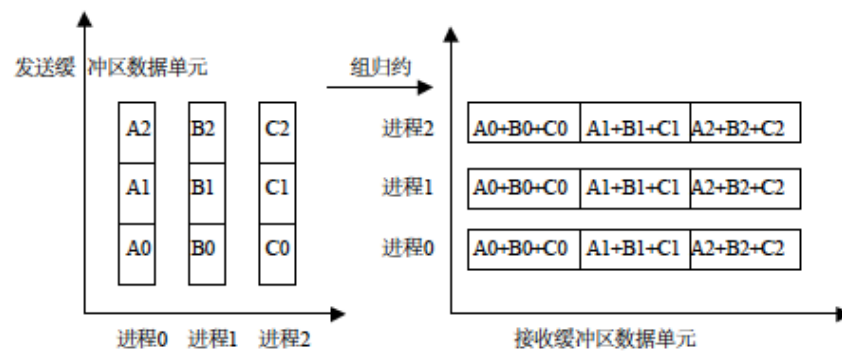 发送缓 冲区数据单元
A2 B2 C2
A1 B1 C1
A0 B0 C0
进程0 进程1 进程2
组归约
进程2 A0+B0+C0 A1+B1+C1 A2+B2+C2
进程1 A0+B0+C0 A1+B1+C1 A2+B2+C2
进程0 A0+B0+C0 A1+B1+C1 A2+B2+C2
接收缓冲区数据单元